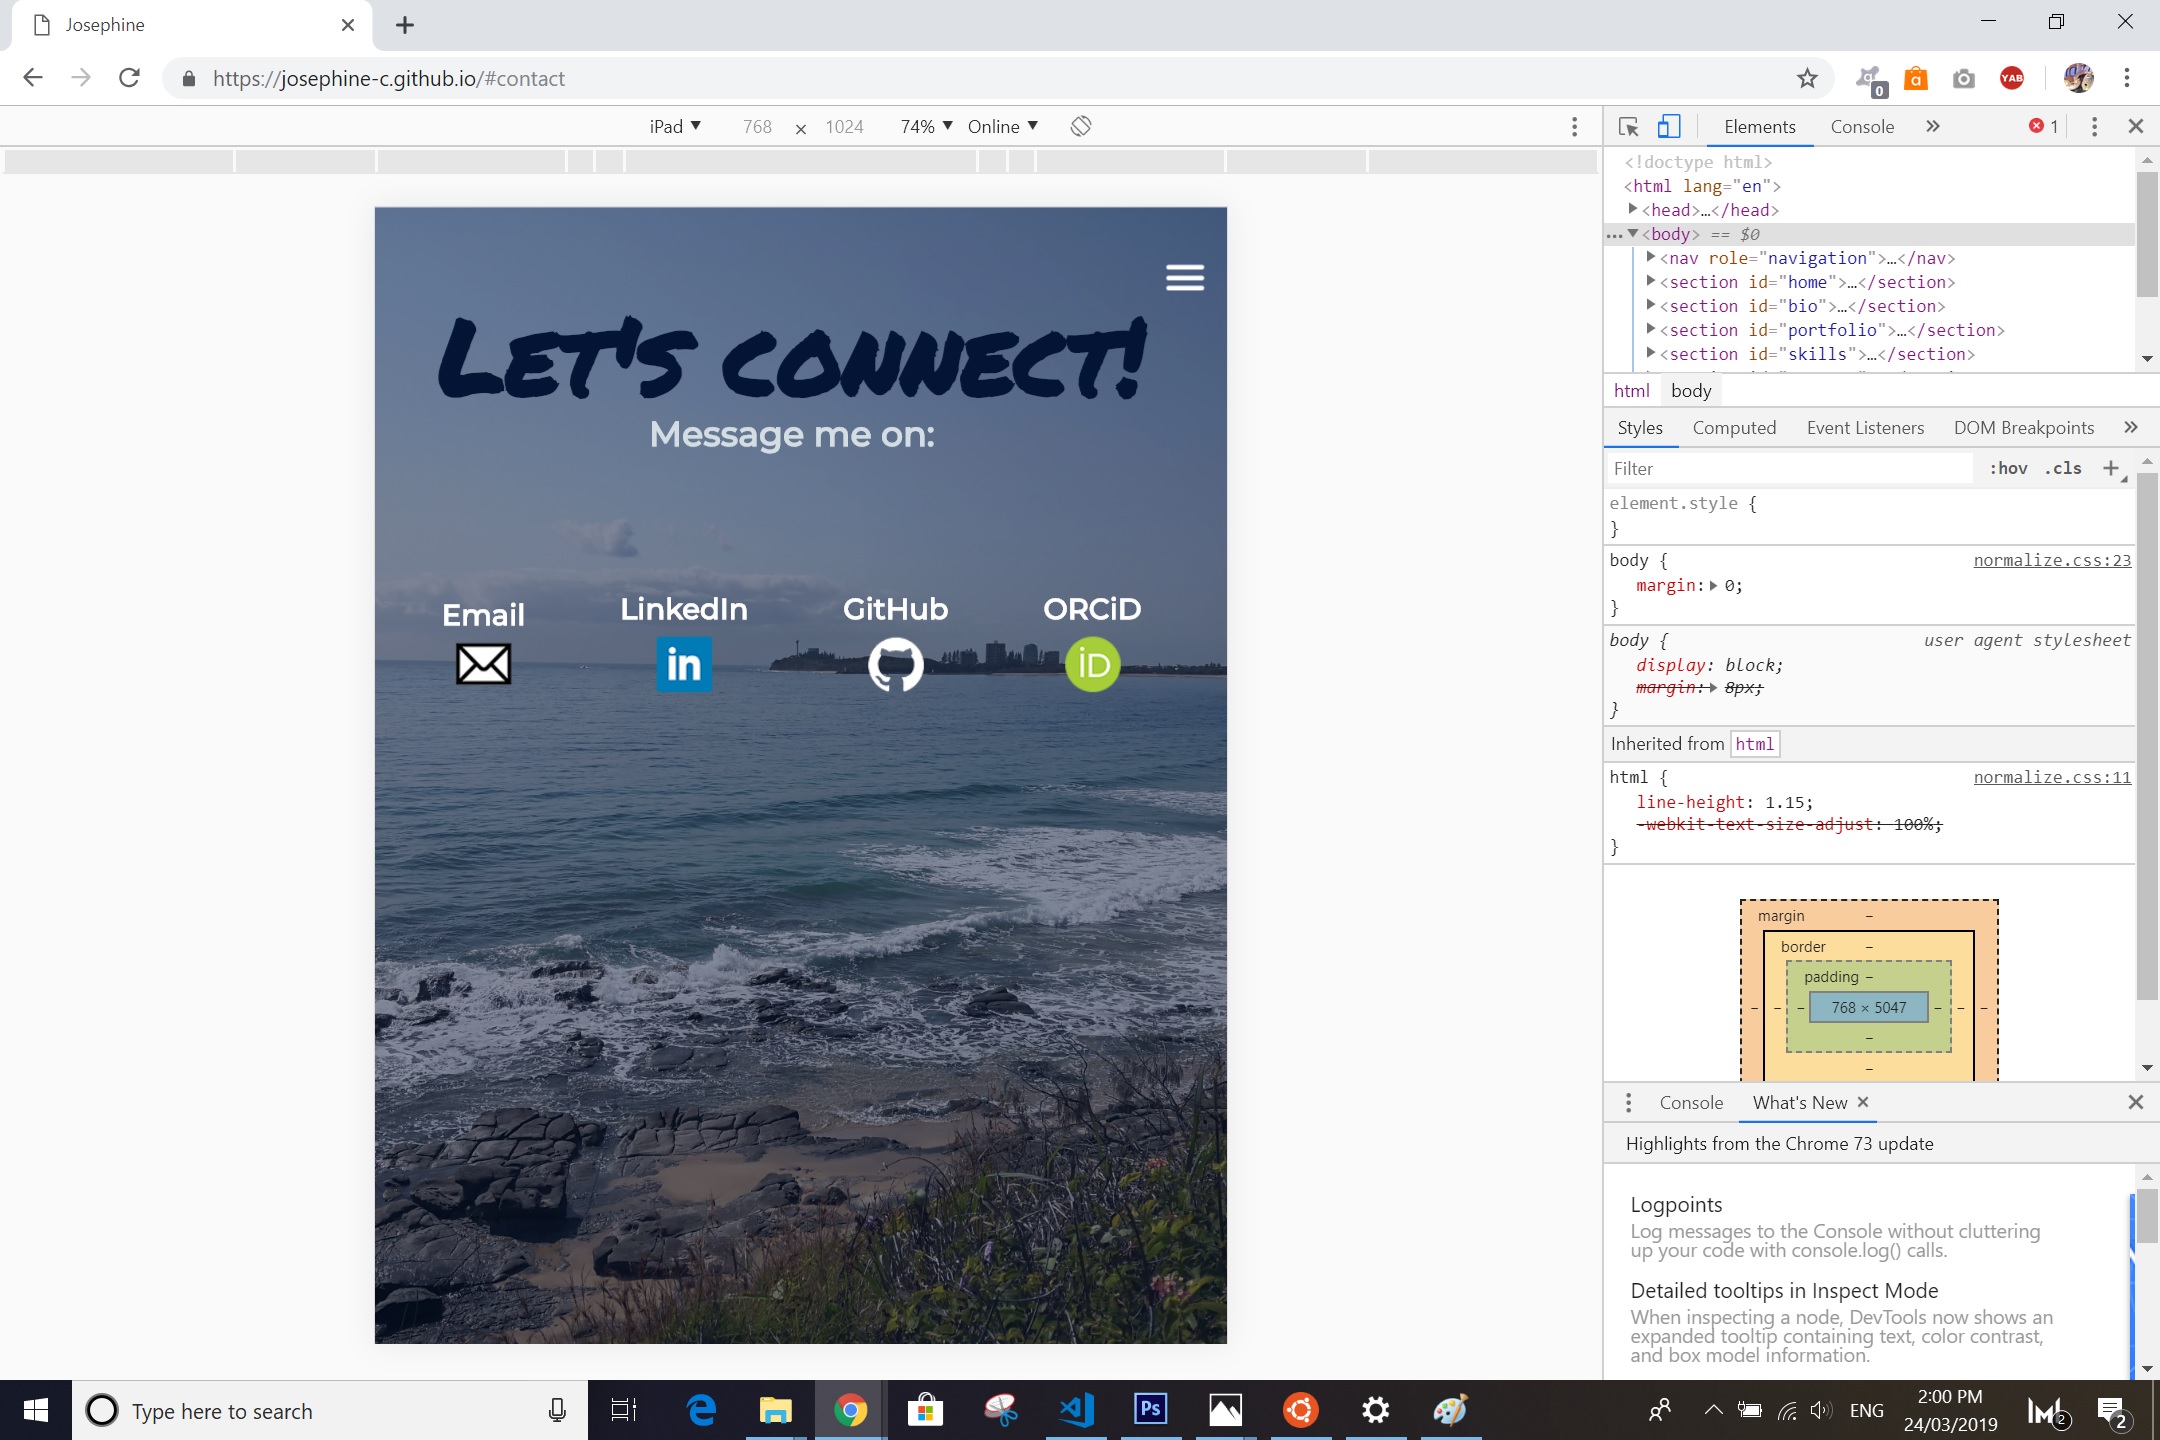 Josephine
https://josephine-c.github.io/#contact
0
a
YAB
iPad ▼ 768 × 1024 74% ▼ Online ▼
Elements Console » 1
<!doctype html>
<html lang="en">
<head>…</head>
<body> == $0
<nav role="navigation">…</nav>
<section id="home">…</section>
<section id="bio">…</section>
<section id="portfolio">…</section>
<section id="skills">…</section>
html body
Styles Computed Event Listeners DOM Breakpoints »
Filter :hov .cls +
element.style {
}
body { normalize.css:23
margin: 0;
}
body { user agent stylesheet
display: block;
margin: 8px;
}
Inherited from html
html { normalize.css:11
line-height: 1.15;
-webkit-text-size-adjust: 100%;
}
margin –
border –
padding –
– – – 768 × 5047 – – –
–
–
Console What's New ×
Highlights from the Chrome 73 update
Logpoints
Log messages to the Console without cluttering
up your code with console.log() calls.
Detailed tooltips in Inspect Mode
When inspecting a node, DevTools now shows an
expanded tooltip containing text, color contrast,
and box model information.
LET'S CONNECT!
Message me on:
Email LinkedIn GitHub ORCiD
in iD
Type here to search
Ps
ENG
2:00 PM
24/03/2019
2
2